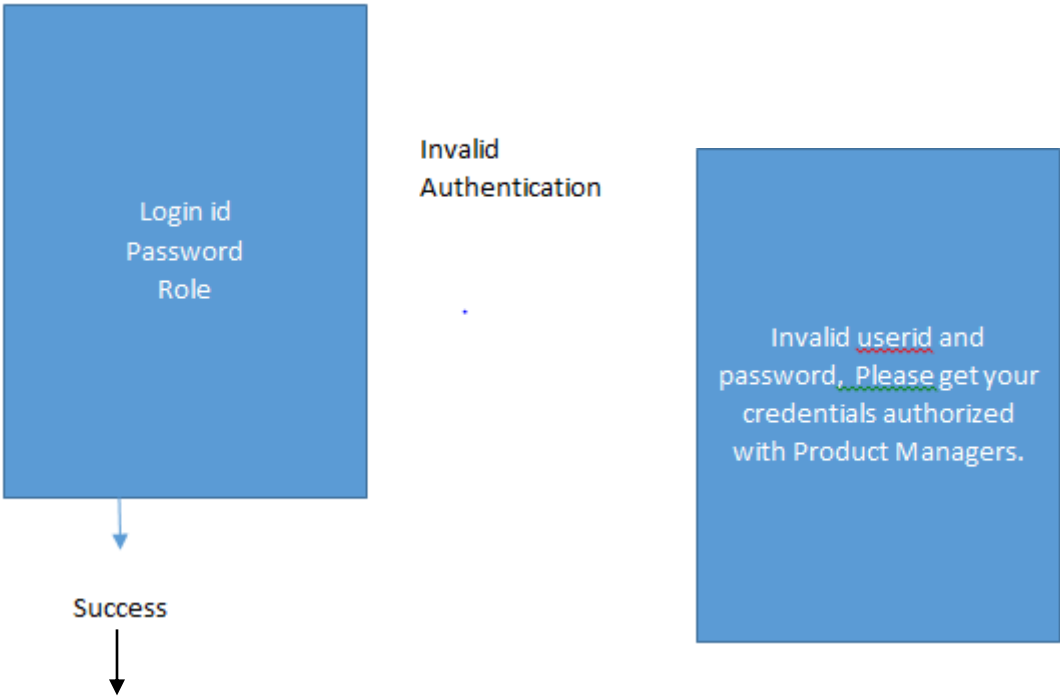 Login id
Password
Role
Invalid
Authentication
Invalid userid and
password, Please get your
credentials authorized
with Product Managers.
Success